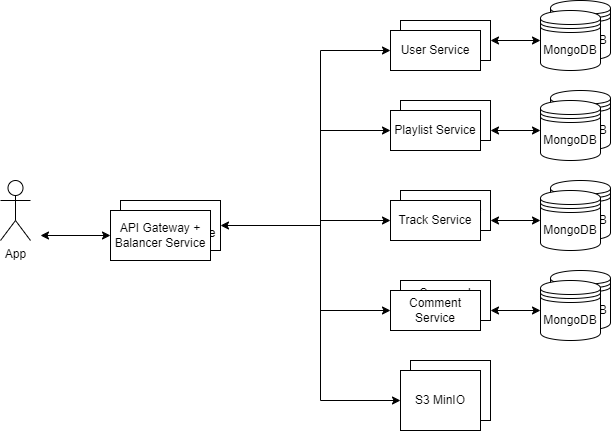 User Service
MongoDB
B
Playlist Service
MongoDB
B
App
API Gateway +
Balancer Service
e
Track Service
MongoDB
B
Comment
Service
MongoDB
B
S3 MinIO